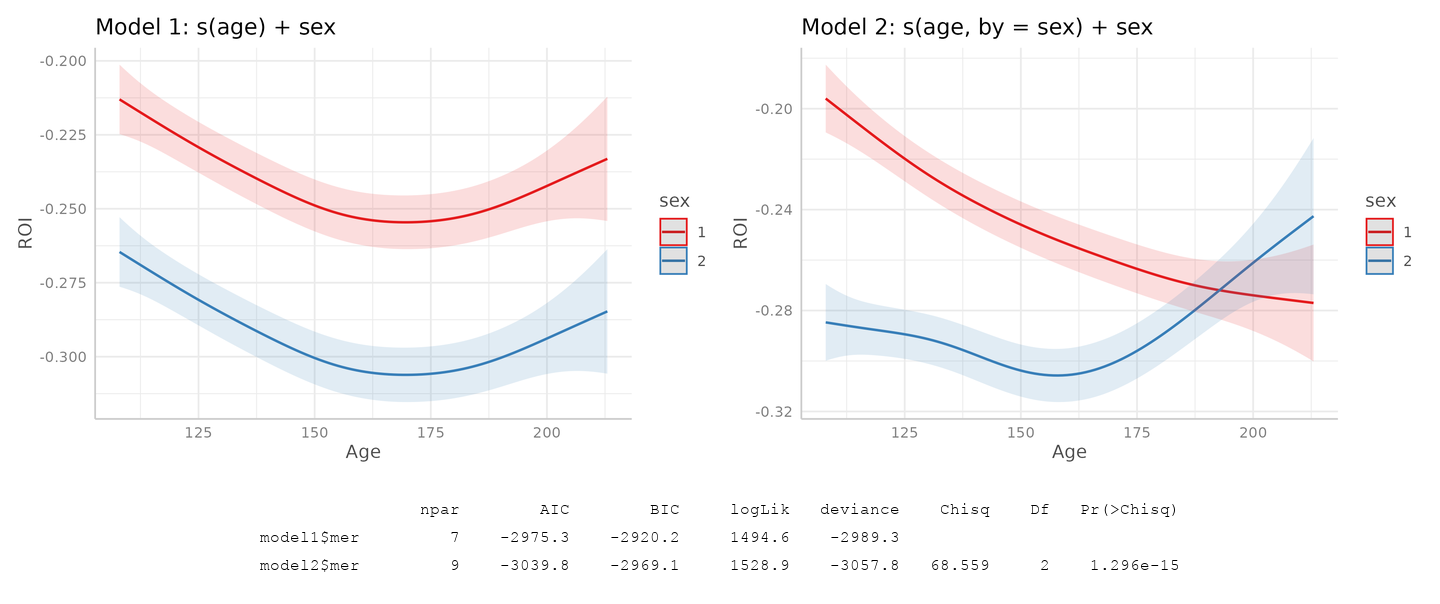 Model 1: s(age) + sex
-0.200
-0.225
-0.250
-0.275
-0.300
ROI
125 150 175 200
Age
sex
1
2
Model 2: s(age, by = sex) + sex
-0.20
-0.24
-0.28
-0.32
ROI
125 150 175 200
Age
sex
1
2
npar AIC BIC logLik deviance Chisq Df Pr(>Chisq)
model1$mer 7 -2975.3 -2920.2 1494.6 -2989.3
model2$mer 9 -3039.8 -2969.1 1528.9 -3057.8 68.559 2 1.296e-15